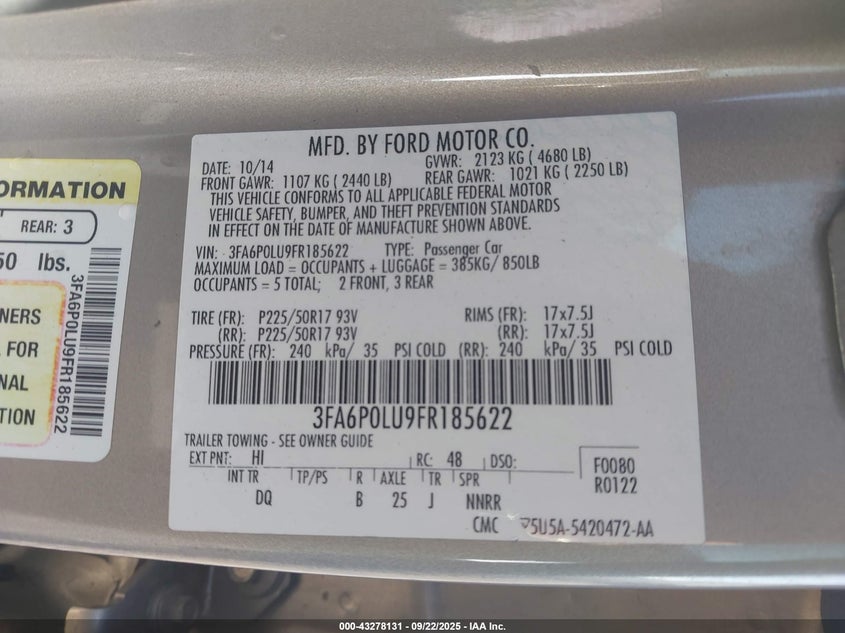 MFD. BY FORD MOTOR CO.
DATE: 10/14 GVWR: 2123 KG ( 4680 LB)
FRONT GAWR: 1107 KG ( 2440 LB) REAR GAWR: 1021 KG ( 2250 LB)
THIS VEHICLE CONFORMS TO ALL APPLICABLE FEDERAL MOTOR
VEHICLE SAFETY, BUMPER, AND THEFT PREVENTION STANDARDS
IN EFFECT ON THE DATE OF MANUFACTURE SHOWN ABOVE.
VIN: 3FA6P0LU9FR185622 TYPE: Passenger Car
MAXIMUM LOAD = OCCUPANTS + LUGGAGE = 385KG/ 850LB
OCCUPANTS = 5 TOTAL; 2 FRONT, 3 REAR
TIRE (FR): P225/50R17 93V RIMS (FR): 17x7.5J
(RR): P225/50R17 93V (RR): 17x7.5J
PRESSURE (FR): 240 kPa/ 35 PSI COLD (RR): 240 kPa/ 35 PSI COLD
3FA6P0LU9FR185622
TRAILER TOWING - SEE OWNER GUIDE
EXT PNT: HI RC: 48 DSO: F0080
INT TR TP/PS R AXLE TR SPR R0122
DQ B 25 J NNRR
CMC 5U5A-5420472-AA
ORMATION
REAR: 3
50 lbs.
NERS
FOR
NAL
TION
3FA6P0LU9FR185622
000-43278131 - 09/22/2025 - IAA Inc.